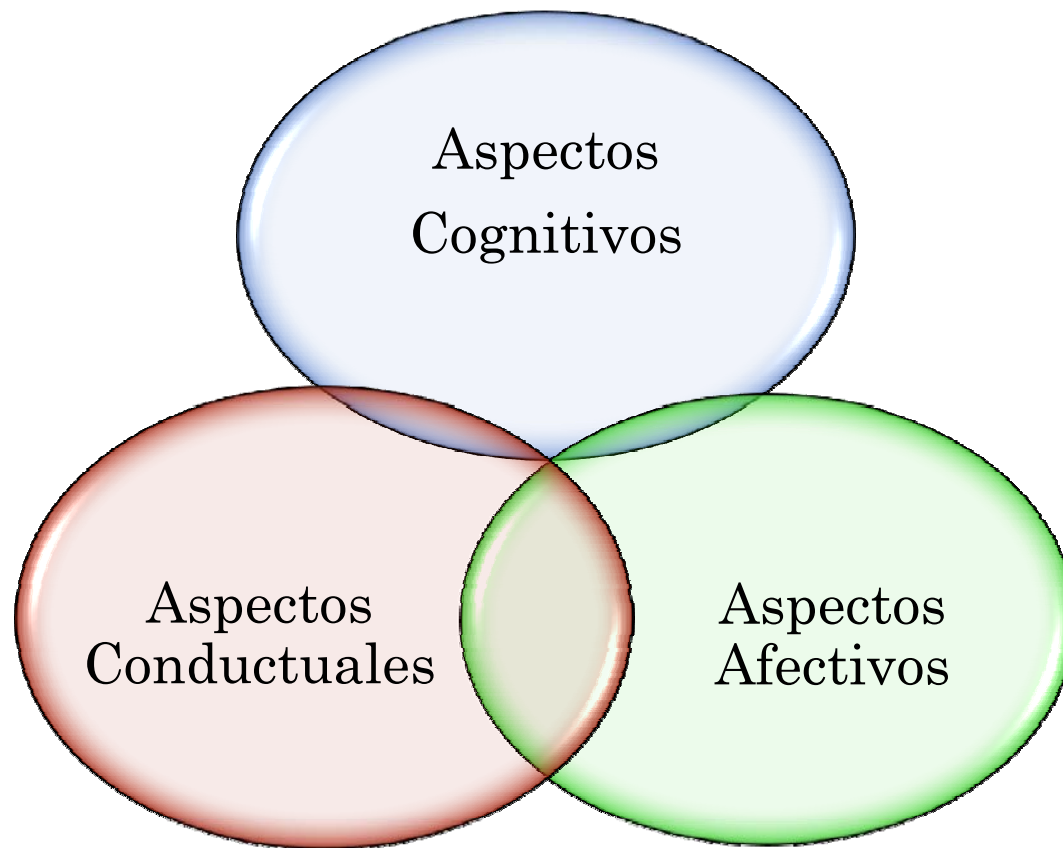 Aspectos
Cognitivos
Aspectos
Conductuales
Aspectos
Afectivos